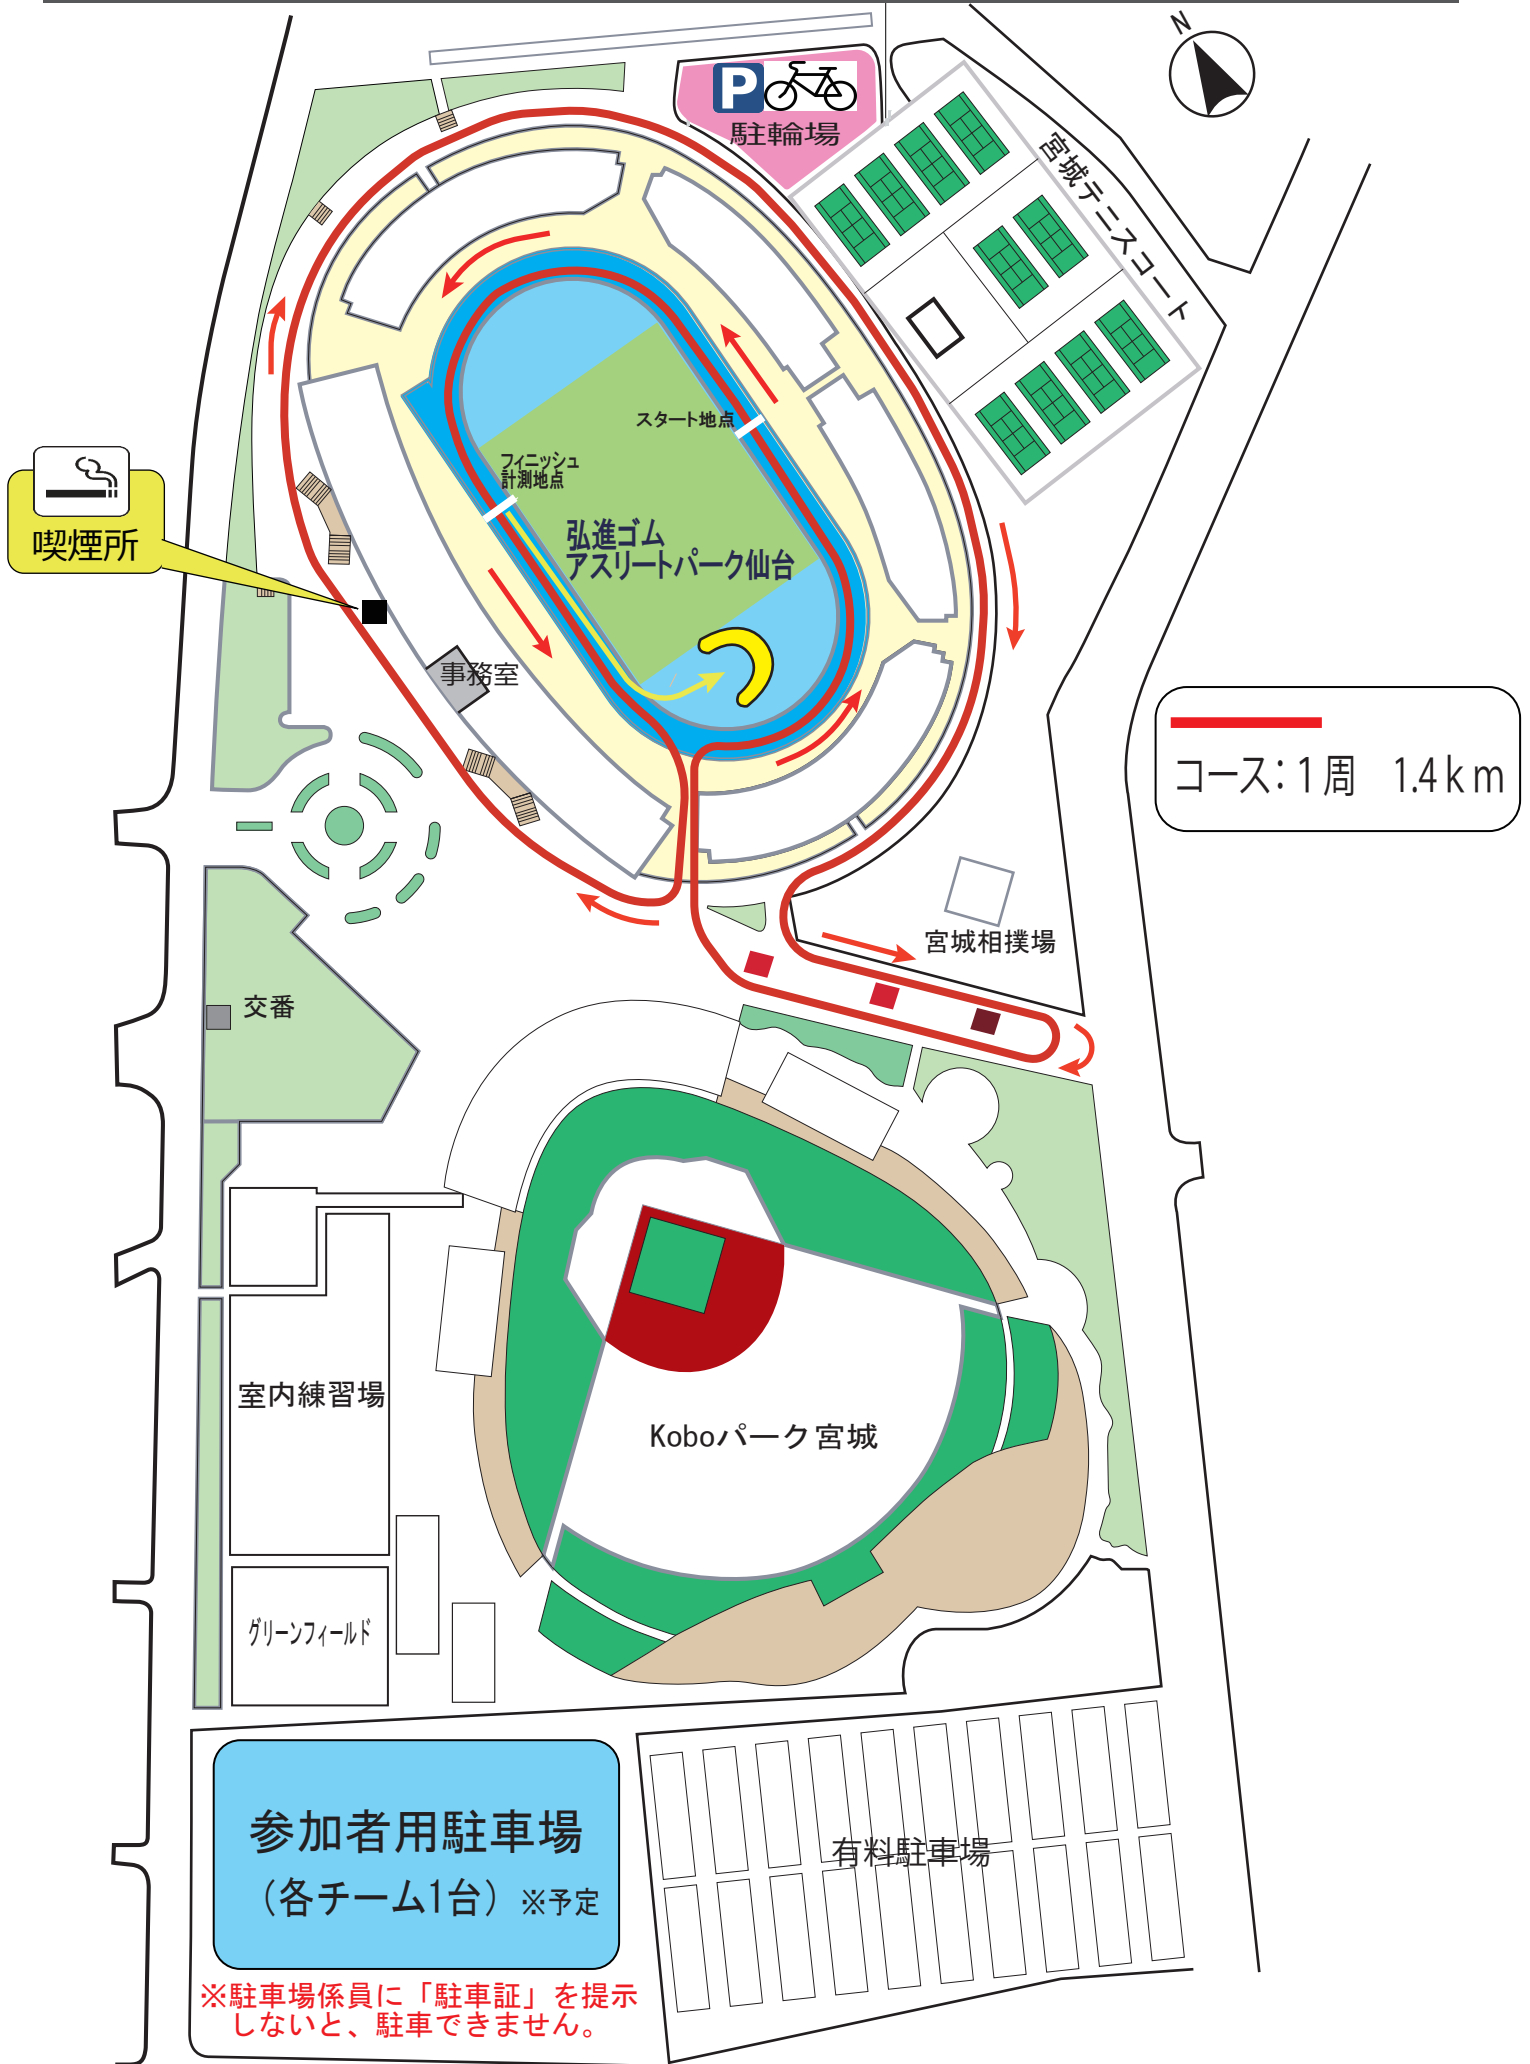 N
P
駐輪場
宮城テニスコート
スタート地点
フィニッシュ
計測地点
弘進ゴム
アスリートパーク仙台
喫煙所
事務室
コース：1周　1.4km
宮城相撲場
交番
室内練習場
Koboパーク宮城
グリーンフィールド
参加者用駐車場
（各チーム1台）※予定
有料駐車場
※駐車場係員に「駐車証」を提示
しないと、駐車できません。